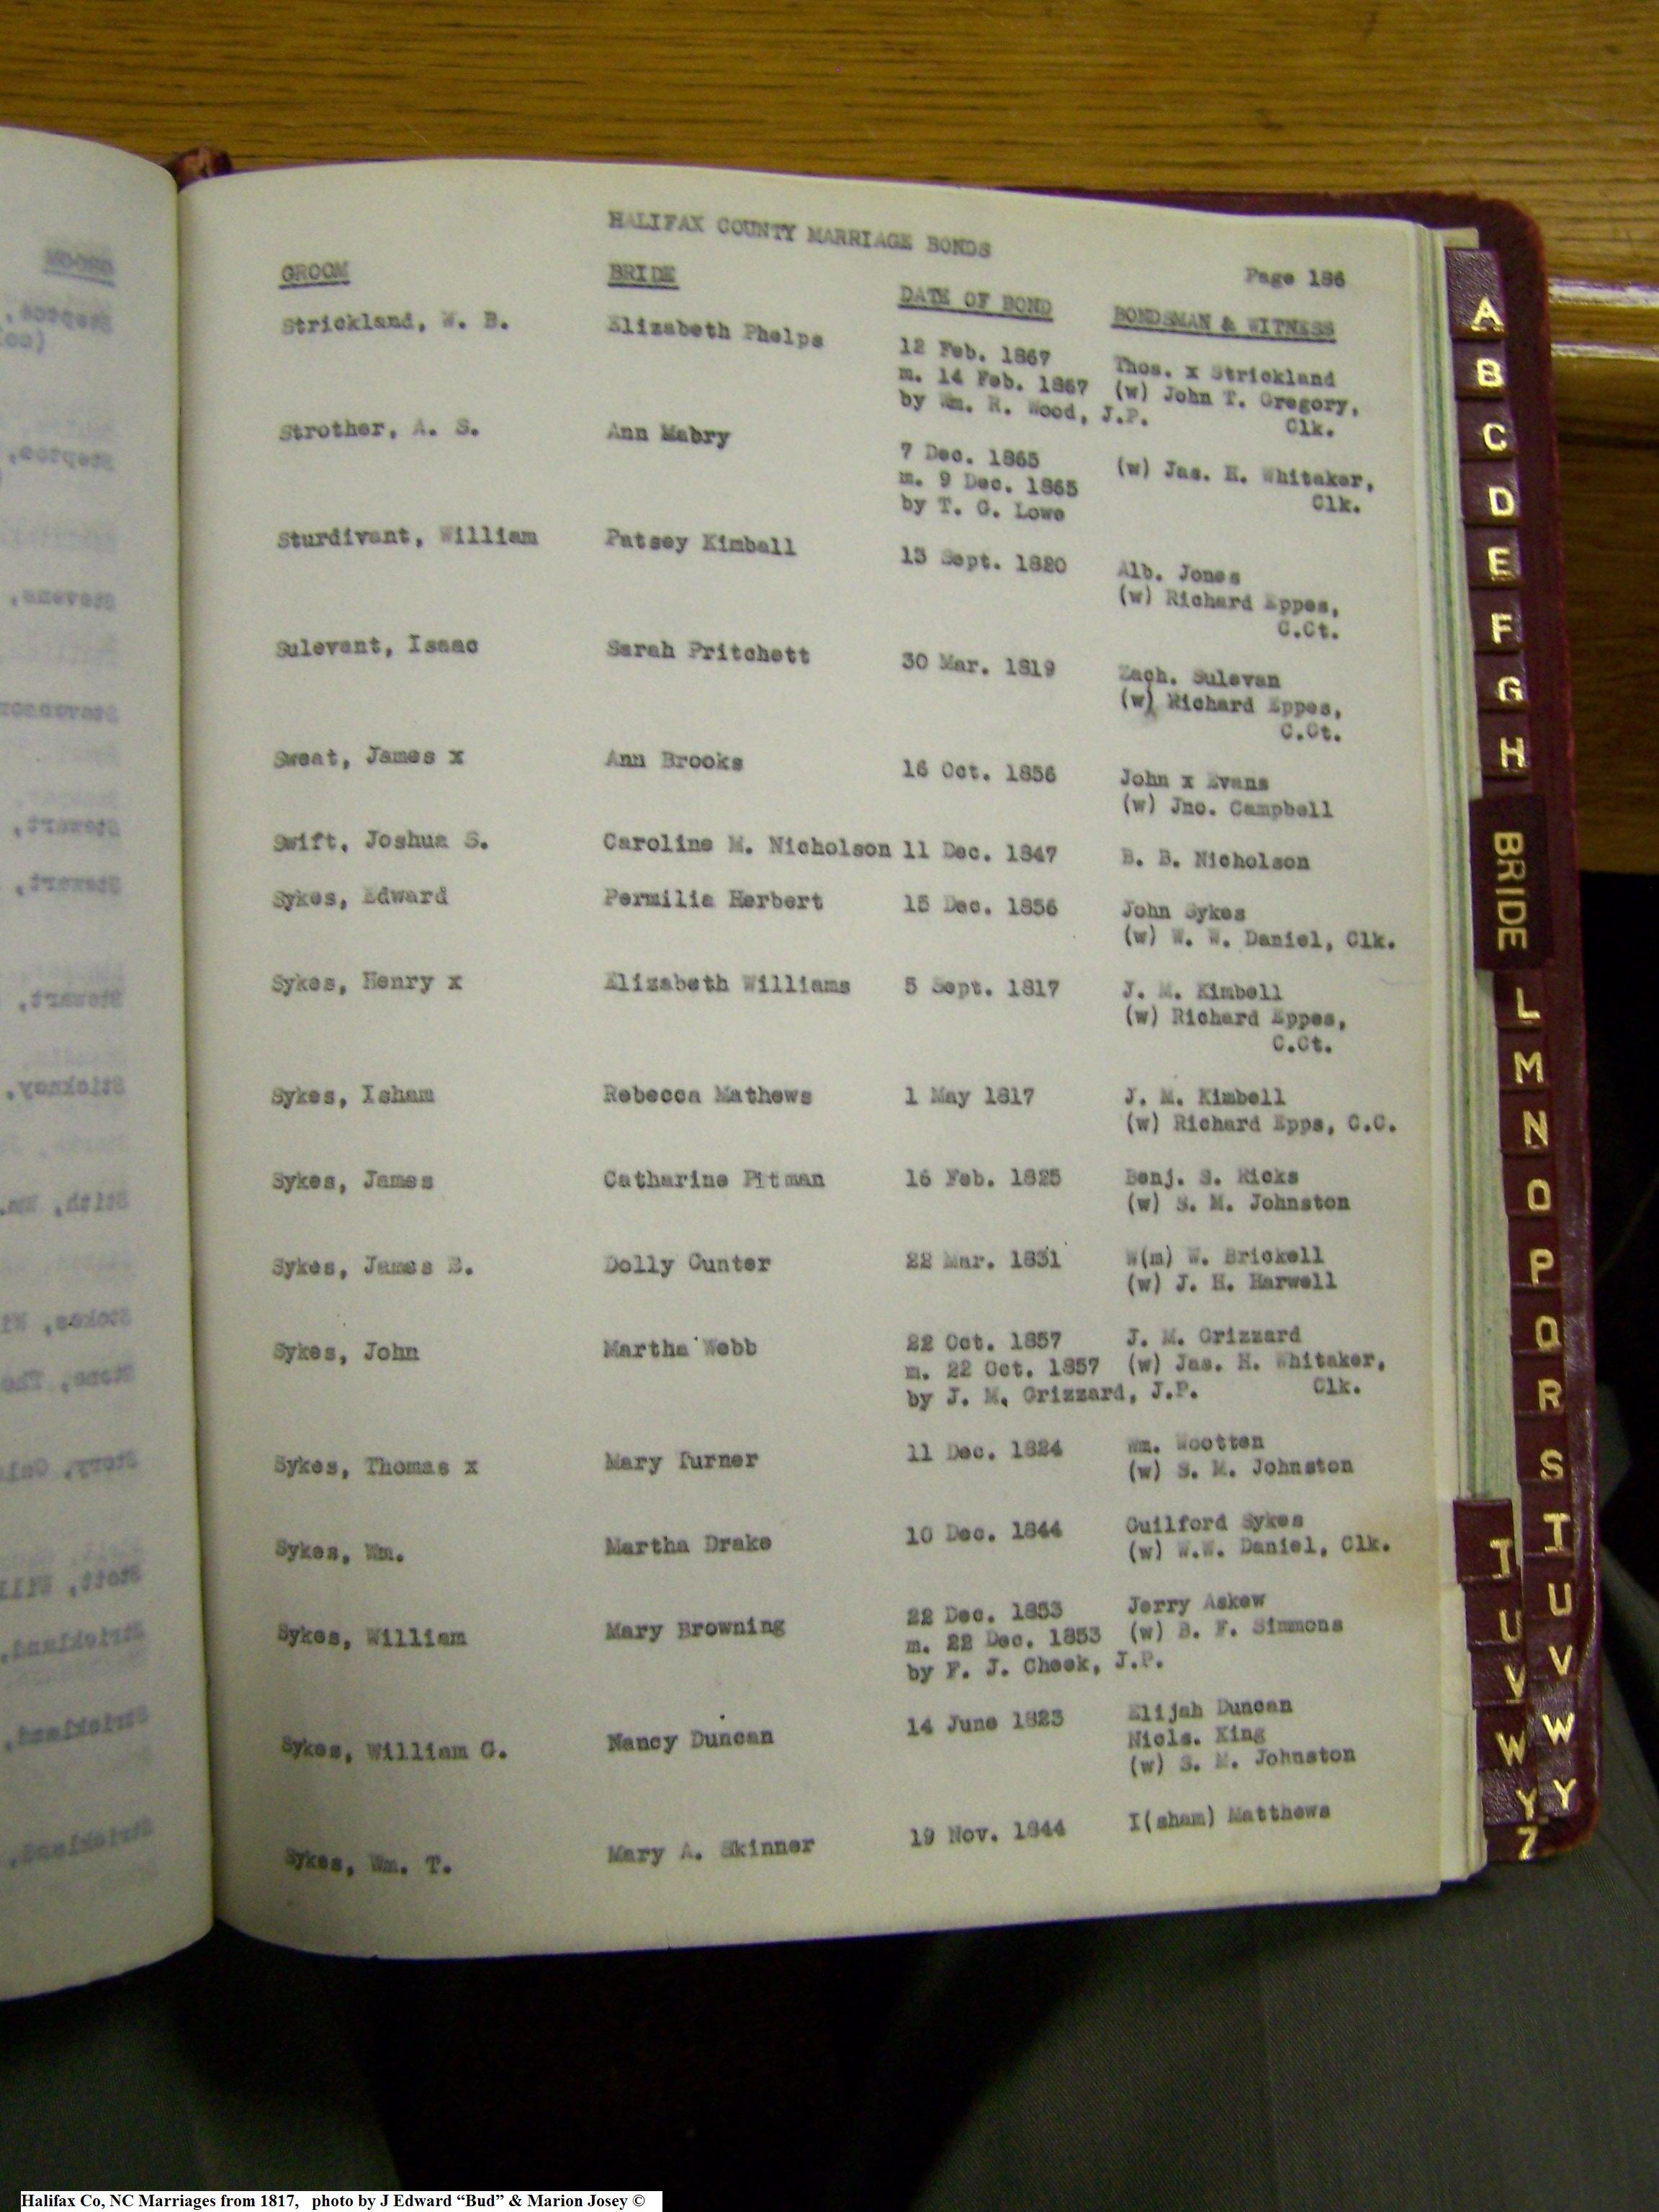 HALIFAX COUNTY MARRIAGE BONDS
Page 186
GROOM BRIDE DATE OF BOND BONDSMAN & WITNESS
Strickland, W. B. Elizabeth Phelps 12 Feb. 1867 Thos. x Strickland
m. 14 Feb. 1867 (w) John T. Gregory,
by Wm. R. Wood, J.P. Clk.
Strother, A. S. Ann Mabry 7 Dec. 1865 (w) Jas. H. Whitaker,
m. 9 Dec. 1865 Clk.
by T. G. Lowe
Sturdivant, William Patsey Kimball 13 Sept. 1820 Alb. Jones
(w) Richard Eppes,
C.Ct.
Sulevant, Isaac Sarah Pritchett 30 Mar. 1819 Zach. Sulevan
(w) Richard Eppes,
C.Ct.
Sweat, James x Ann Brooks 16 Oct. 1856 John x Evans
(w) Jno. Campbell
Swift, Joshua S. Caroline M. Nicholson 11 Dec. 1847 B. B. Nicholson
Sykes, Edward Permilia Herbert 15 Dec. 1856 John Sykes
(w) W. W. Daniel, Clk.
Sykes, Henry x Elizabeth Williams 5 Sept. 1817 J. M. Kimbell
(w) Richard Eppes,
C.Ct.
Sykes, Isham Rebecca Mathews 1 May 1817 J. M. Kimbell
(w) Richard Epps, C.C.
Sykes, James Catharine Pitman 16 Feb. 1825 Benj. S. Ricks
(w) S. M. Johnston
Sykes, James B. Dolly Gunter 22 Mar. 1831 W(m) W. Brickell
(w) J. H. Harwell
Sykes, John Martha Webb 22 Oct. 1857 J. M. Grizzard
m. 22 Oct. 1857 (w) Jas. H. Whitaker,
by J. M. Grizzard, J.P. Clk.
Sykes, Thomas x Mary Turner 11 Dec. 1824 Wm. Wootten
(w) S. M. Johnston
Sykes, Wm. Martha Drake 10 Dec. 1844 Guilford Sykes
(w) W.W. Daniel, Clk.
Sykes, William Mary Browning 22 Dec. 1853 Jerry Askew
m. 22 Dec. 1853 (w) B. F. Simmons
by F. J. Cheek, J.P.
Sykes, William G. Nancy Duncan 14 June 1823 Elijah Duncan
Niels. King
(w) S. M. Johnston
Sykes, Wm. T. Mary A. Skinner 19 Nov. 1844 I(sham) Matthews
A
B
C
D
E
F
G
H
BRIDE
L
M
N
O
P
Q
R
S
T
U
V
W
Y
T
U
V
W
Y
Z
Halifax Co, NC Marriages from 1817, photo by J Edward “Bud” & Marion Josey ©